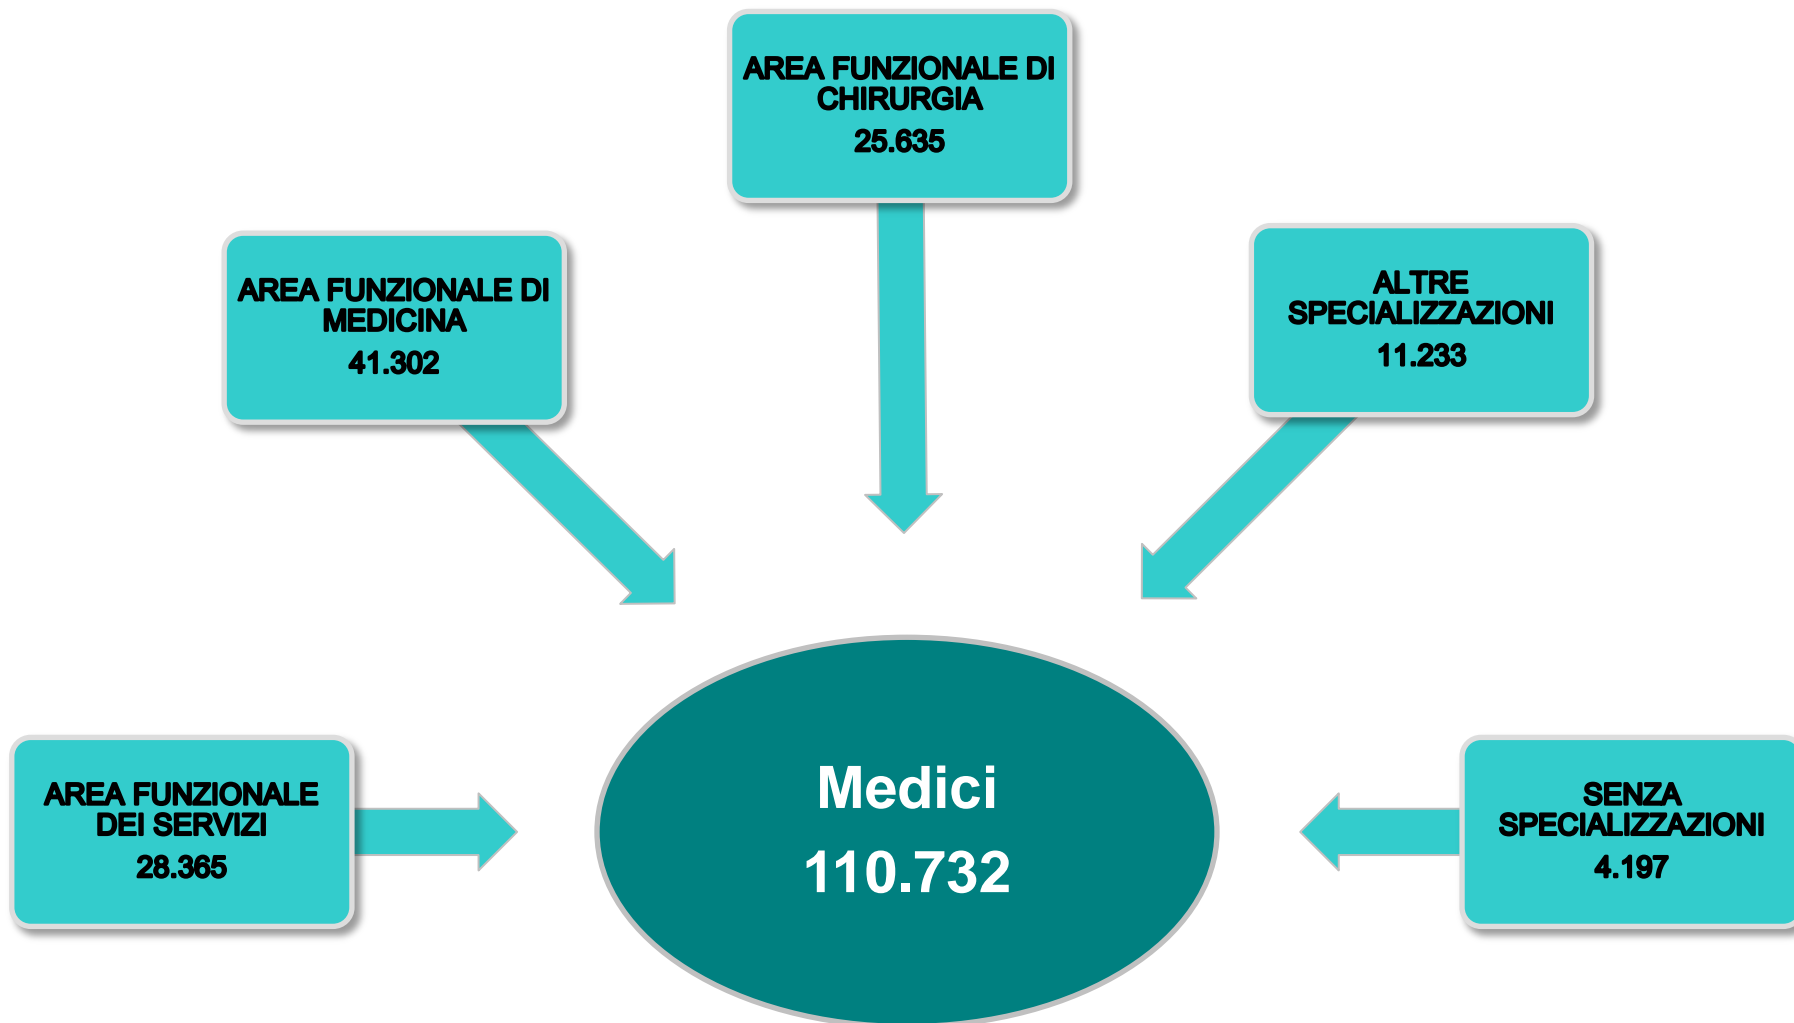 AREA FUNZIONALE DI
CHIRURGIA
25.635
AREA FUNZIONALE DI
MEDICINA
41.302
ALTRE
SPECIALIZZAZIONI
11.233
AREA FUNZIONALE
DEI SERVIZI
28.365
Medici
110.732
SENZA
SPECIALIZZAZIONI
4.197